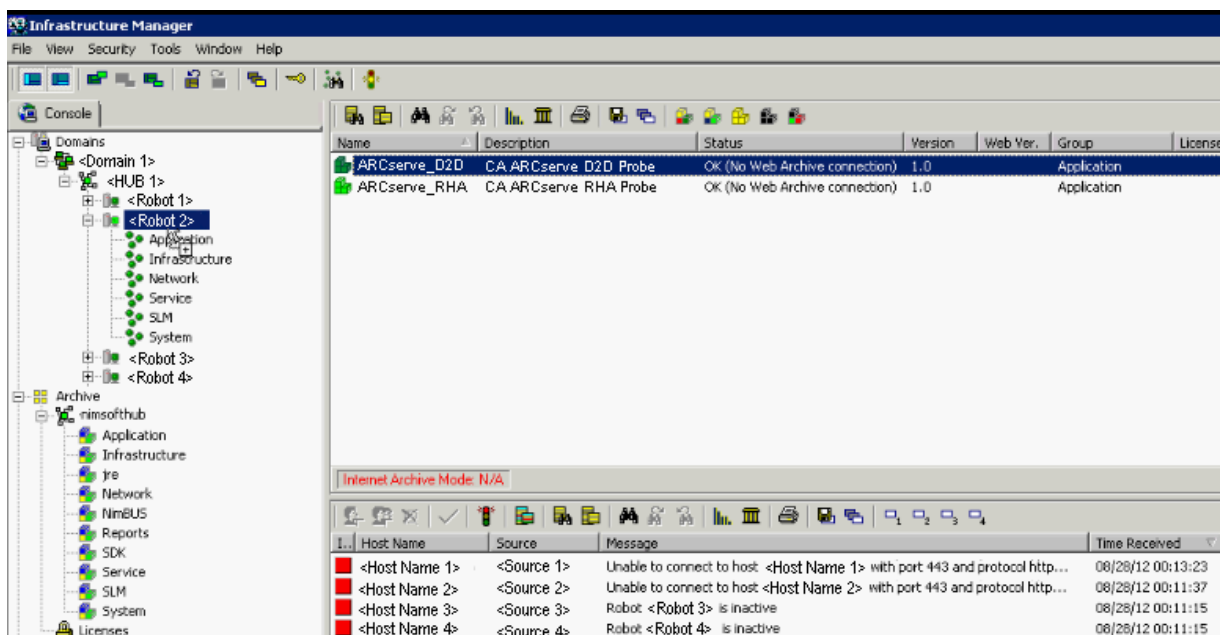 Infrastructure Manager
File View Security Tools Window Help
Console
Domains
<Domain 1>
<HUB 1>
<Robot 1>
<Robot 2>
Application
Infrastructure
Network
Service
SLM
System
<Robot 3>
<Robot 4>
Archive
nimsofthub
Application
Infrastructure
jre
Network
NimBUS
Reports
SDK
Service
SLM
System
Licenses
Name Description Status Version Web Ver. Group License
ARCserve_D2D CA ARCserve D2D Probe OK (No Web Archive connection) 1.0 Application
ARCserve_RHA CA ARCserve RHA Probe OK (No Web Archive connection) 1.0 Application
Internet Archive Mode: N/A
1 2 3 4
I... Host Name Source Message Time Received
<Host Name 1> <Source 1> Unable to connect to host <Host Name 1> with port 443 and protocol http... 08/28/12 00:13:23
<Host Name 2> <Source 2> Unable to connect to host <Host Name 2> with port 443 and protocol http... 08/28/12 00:11:37
<Host Name 3> <Source 3> Robot <Robot 3> is inactive 08/28/12 00:11:15
<Host Name 4> <Source 4> Robot <Robot 4> is inactive 08/28/12 00:11:15